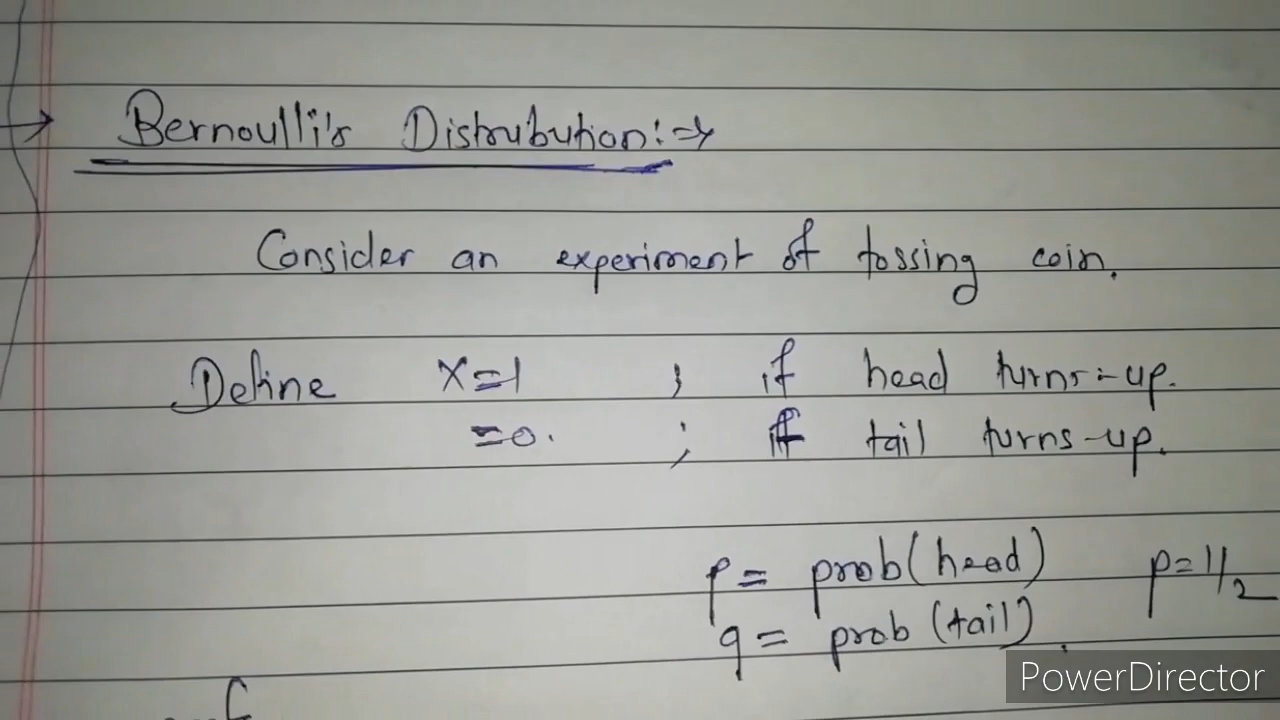 → Bernoulli's Distrubution:→
Consider an experiment of tossing coin.
Define x=1 ; if head turns-up.
=0. ; if tail turns-up.
p = prob(head) p=1/2
q = prob (tail).
PowerDirector